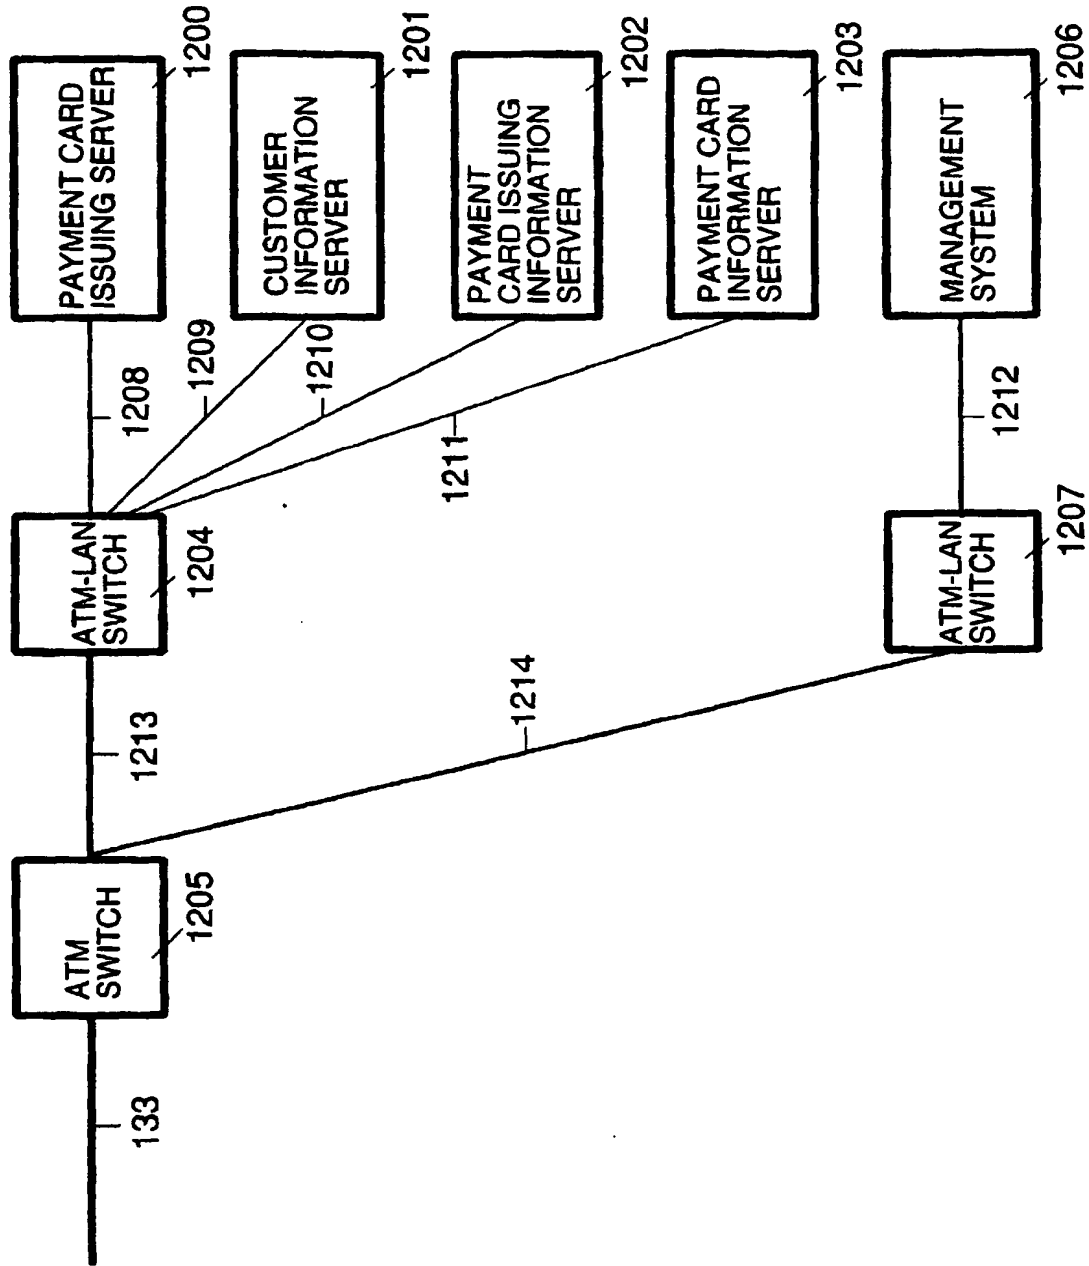 PAYMENT CARD
ISSUING SERVER
1200
CUSTOMER
INFORMATION
SERVER
1201
PAYMENT
CARD ISSUING
INFORMATION
SERVER
1202
PAYMENT CARD
INFORMATION
SERVER
1203
MANAGEMENT
SYSTEM
1206
1208
1209
1210
1211
1212
ATM-LAN
SWITCH
1204
ATM-LAN
SWITCH
1207
1213
1214
ATM
SWITCH
1205
133